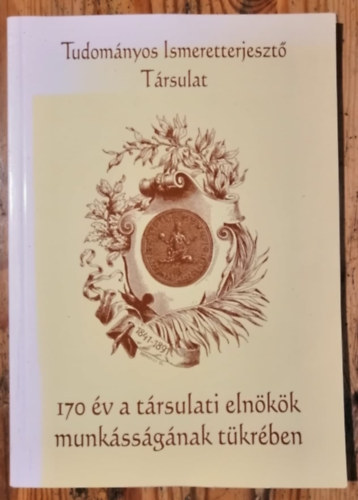 Tudományos Ismeretterjesztő
Társulat
170 év a társulati elnökök
munkásságának tükrében